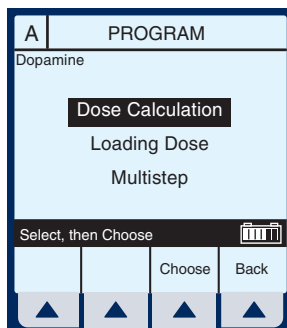 A PROGRAM
Dopamine
Dose Calculation
Loading Dose
Multistep
Select, then Choose
Choose Back